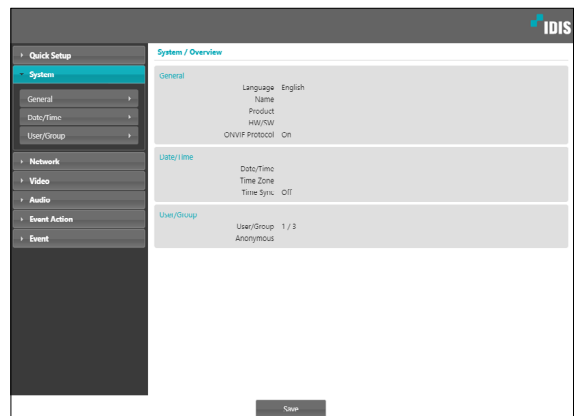 IDIS
Quick Setup
System
General
Date/Time
User/Group
Network
Video
Audio
Event Action
Event
System / Overview
General
Language English
Name
Product
HW/SW
ONVIF Protocol On
Date/Time
Date/Time
Time Zone
Time Sync Off
User/Group
User/Group 1 / 3
Anonymous
Save